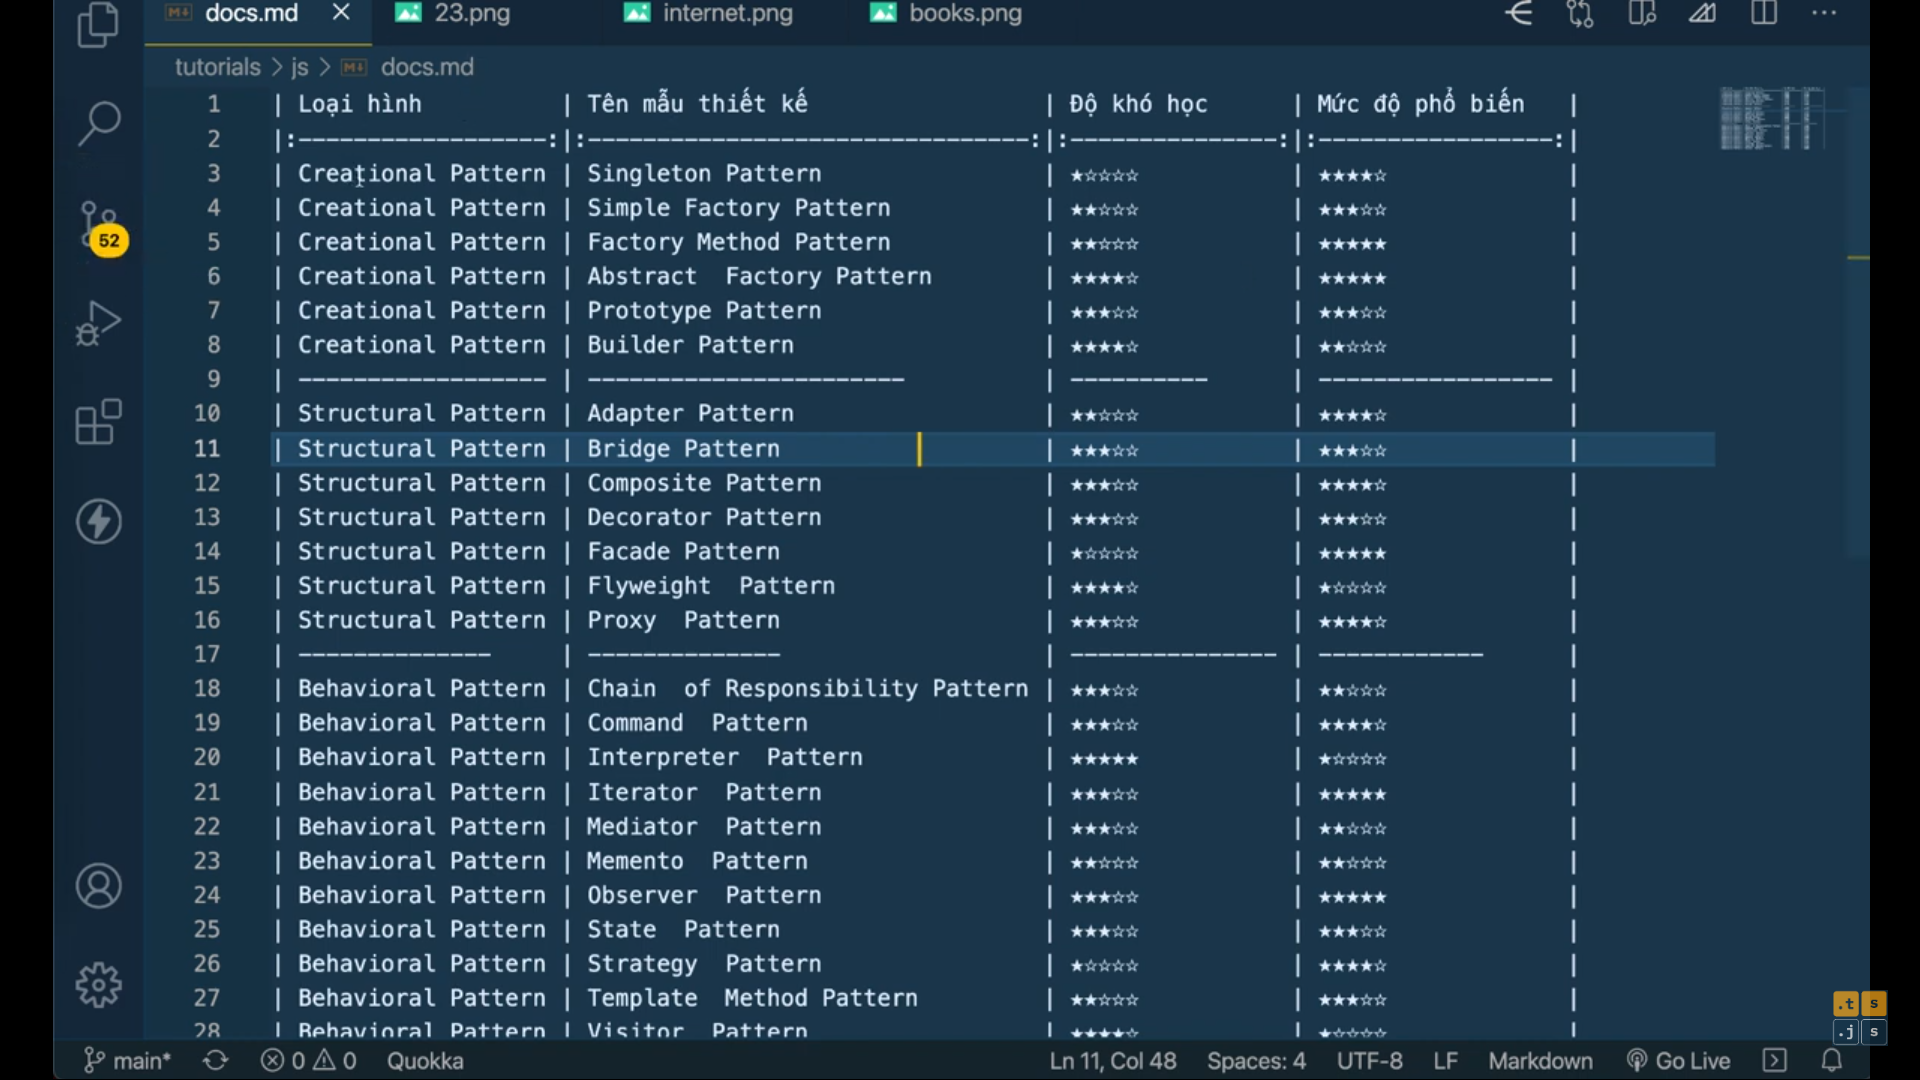 docs.md 23.png internet.png books.png
tutorials > js > docs.md
1 | Loại hình | Tên mẫu thiết kế | Độ khó học | Mức độ phổ biến |
2 |:------------------:|:--------------------------------:|:---------------:|:-----------------:|
3 | Creational Pattern | Singleton Pattern | ★☆☆☆☆ | ★★★★☆ |
4 | Creational Pattern | Simple Factory Pattern | ★★☆☆☆ | ★★★☆☆ |
5 | Creational Pattern | Factory Method Pattern | ★★☆☆☆ | ★★★★★ |
6 | Creational Pattern | Abstract  Factory Pattern | ★★★★☆ | ★★★★★ |
7 | Creational Pattern | Prototype Pattern | ★★★☆☆ | ★★★☆☆ |
8 | Creational Pattern | Builder Pattern | ★★★★☆ | ★★☆☆☆ |
9 | ------------------ | ----------------------- | ---------- | ----------------- |
10 | Structural Pattern | Adapter Pattern | ★★☆☆☆ | ★★★★☆ |
11 | Structural Pattern | Bridge Pattern | ★★★☆☆ | ★★★☆☆ |
12 | Structural Pattern | Composite Pattern | ★★★☆☆ | ★★★★☆ |
13 | Structural Pattern | Decorator Pattern | ★★★☆☆ | ★★★☆☆ |
14 | Structural Pattern | Facade Pattern | ★☆☆☆☆ | ★★★★★ |
15 | Structural Pattern | Flyweight  Pattern | ★★★★☆ | ★☆☆☆☆ |
16 | Structural Pattern | Proxy  Pattern | ★★★☆☆ | ★★★★☆ |
17 | -------------- | -------------- | --------------- | ------------ |
18 | Behavioral Pattern | Chain  of Responsibility Pattern | ★★★☆☆ | ★★☆☆☆ |
19 | Behavioral Pattern | Command  Pattern | ★★★☆☆ | ★★★★☆ |
20 | Behavioral Pattern | Interpreter  Pattern | ★★★★★ | ★☆☆☆☆ |
21 | Behavioral Pattern | Iterator  Pattern | ★★★☆☆ | ★★★★★ |
22 | Behavioral Pattern | Mediator  Pattern | ★★★☆☆ | ★★☆☆☆ |
23 | Behavioral Pattern | Memento  Pattern | ★★☆☆☆ | ★★☆☆☆ |
24 | Behavioral Pattern | Observer  Pattern | ★★★☆☆ | ★★★★★ |
25 | Behavioral Pattern | State  Pattern | ★★★☆☆ | ★★★☆☆ |
26 | Behavioral Pattern | Strategy  Pattern | ★☆☆☆☆ | ★★★★☆ |
27 | Behavioral Pattern | Template  Method Pattern | ★★☆☆☆ | ★★★☆☆ |
28 | Behavioral Pattern | Visitor  Pattern | ★★★★☆ | ★☆☆☆☆ |
52
.t s
.j s
main* 0 0 Quokka Ln 11, Col 48 Spaces: 4 UTF-8 LF Markdown Go Live